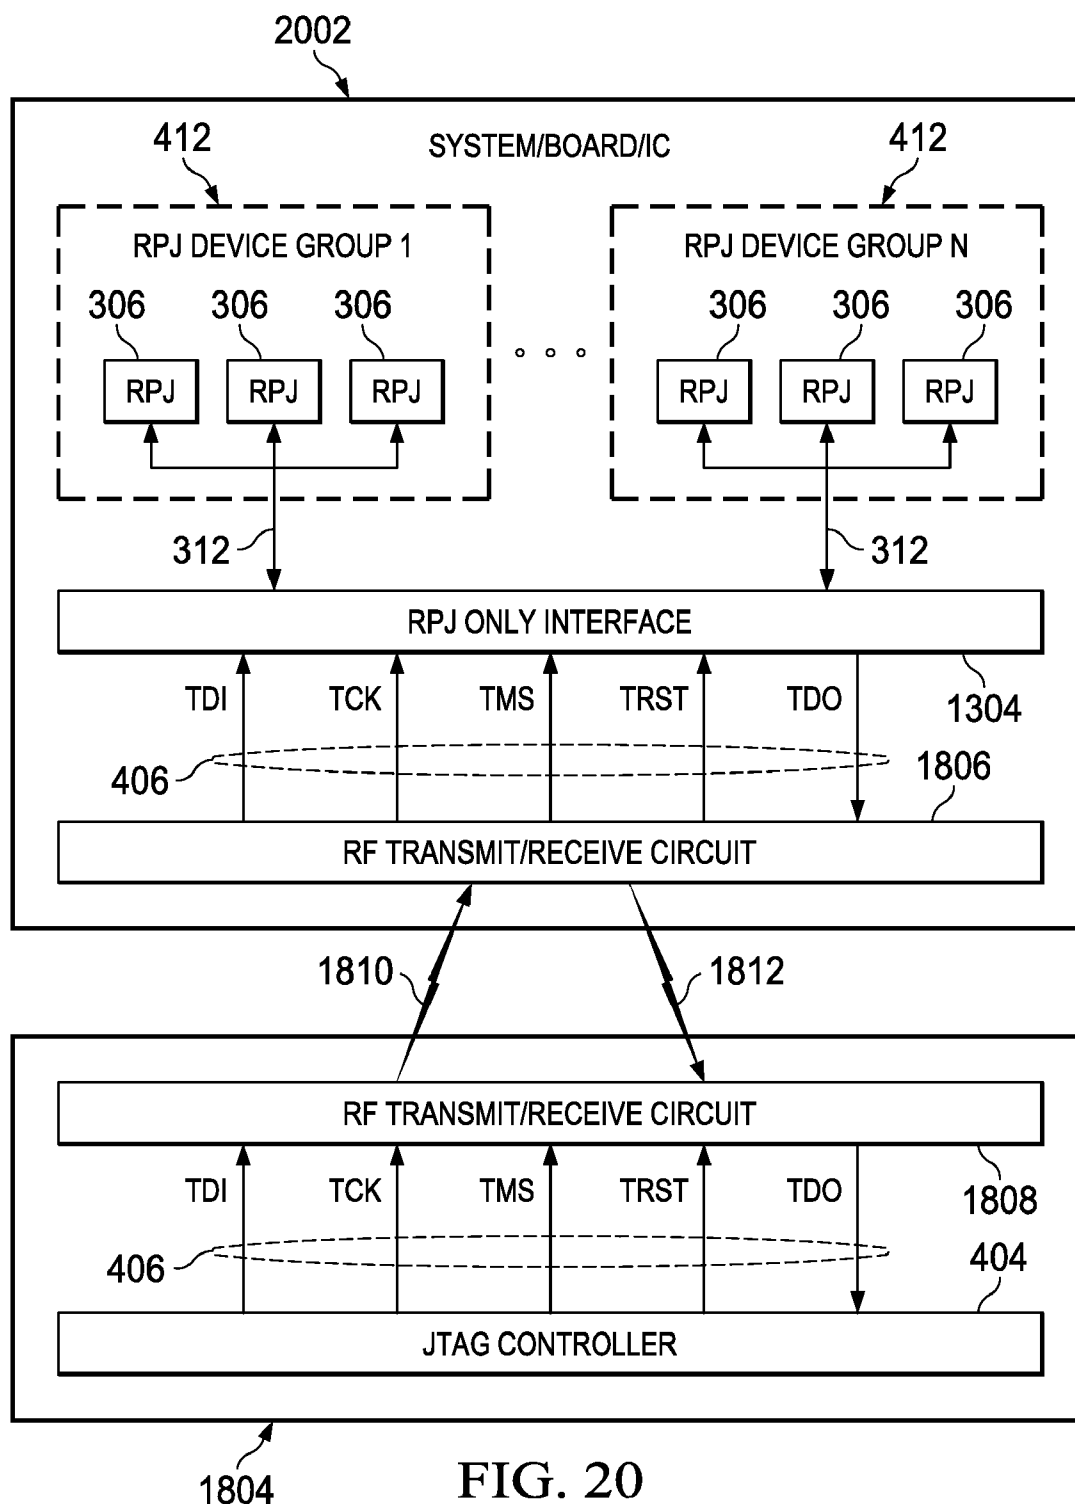 2002
412
SYSTEM/BOARD/IC
412
RPJ DEVICE GROUP 1
RPJ DEVICE GROUP N
306 306 306
306 306 306
RPJ RPJ RPJ
RPJ RPJ RPJ
312
312
RPJ ONLY INTERFACE
TDI TCK TMS TRST TDO
1304
406
1806
RF TRANSMIT/RECEIVE CIRCUIT
1810
1812
RF TRANSMIT/RECEIVE CIRCUIT
TDI TCK TMS TRST TDO
1808
406
404
JTAG CONTROLLER
1804
FIG. 20